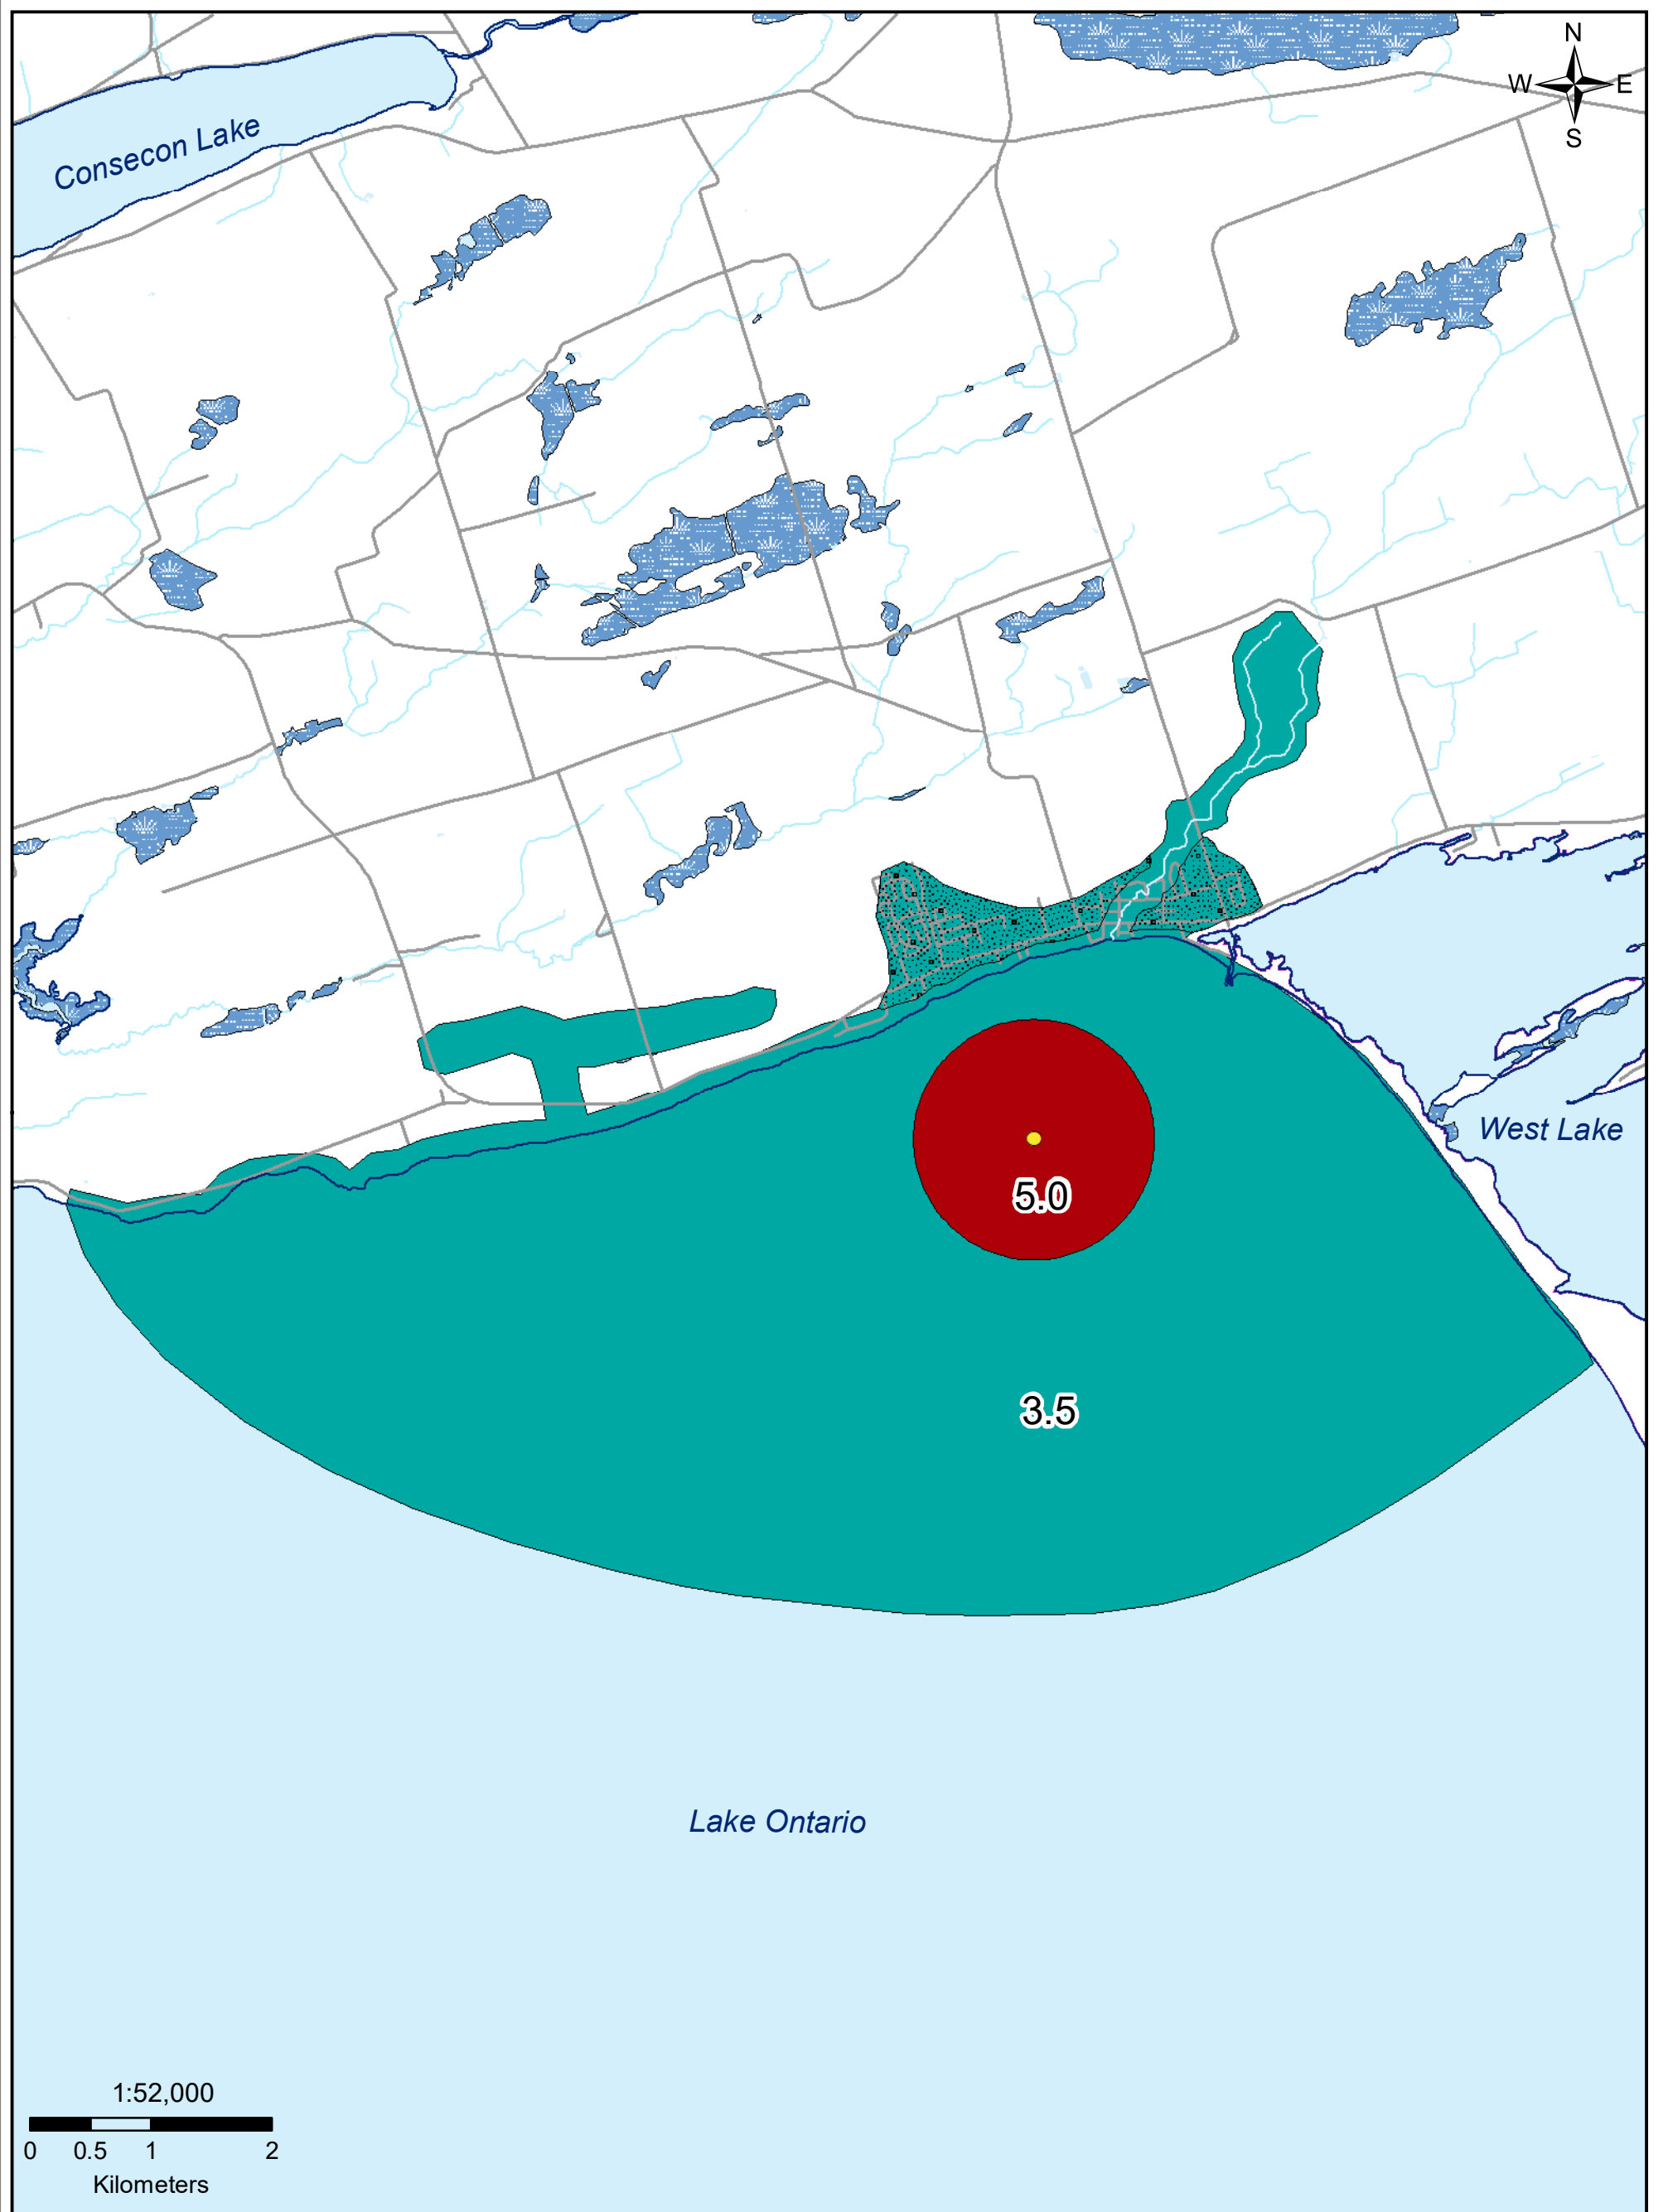 N
W E
S
Consecon Lake
West Lake
5.0
3.5
Lake Ontario
1:52,000
0 0.5 1 2
Kilometers